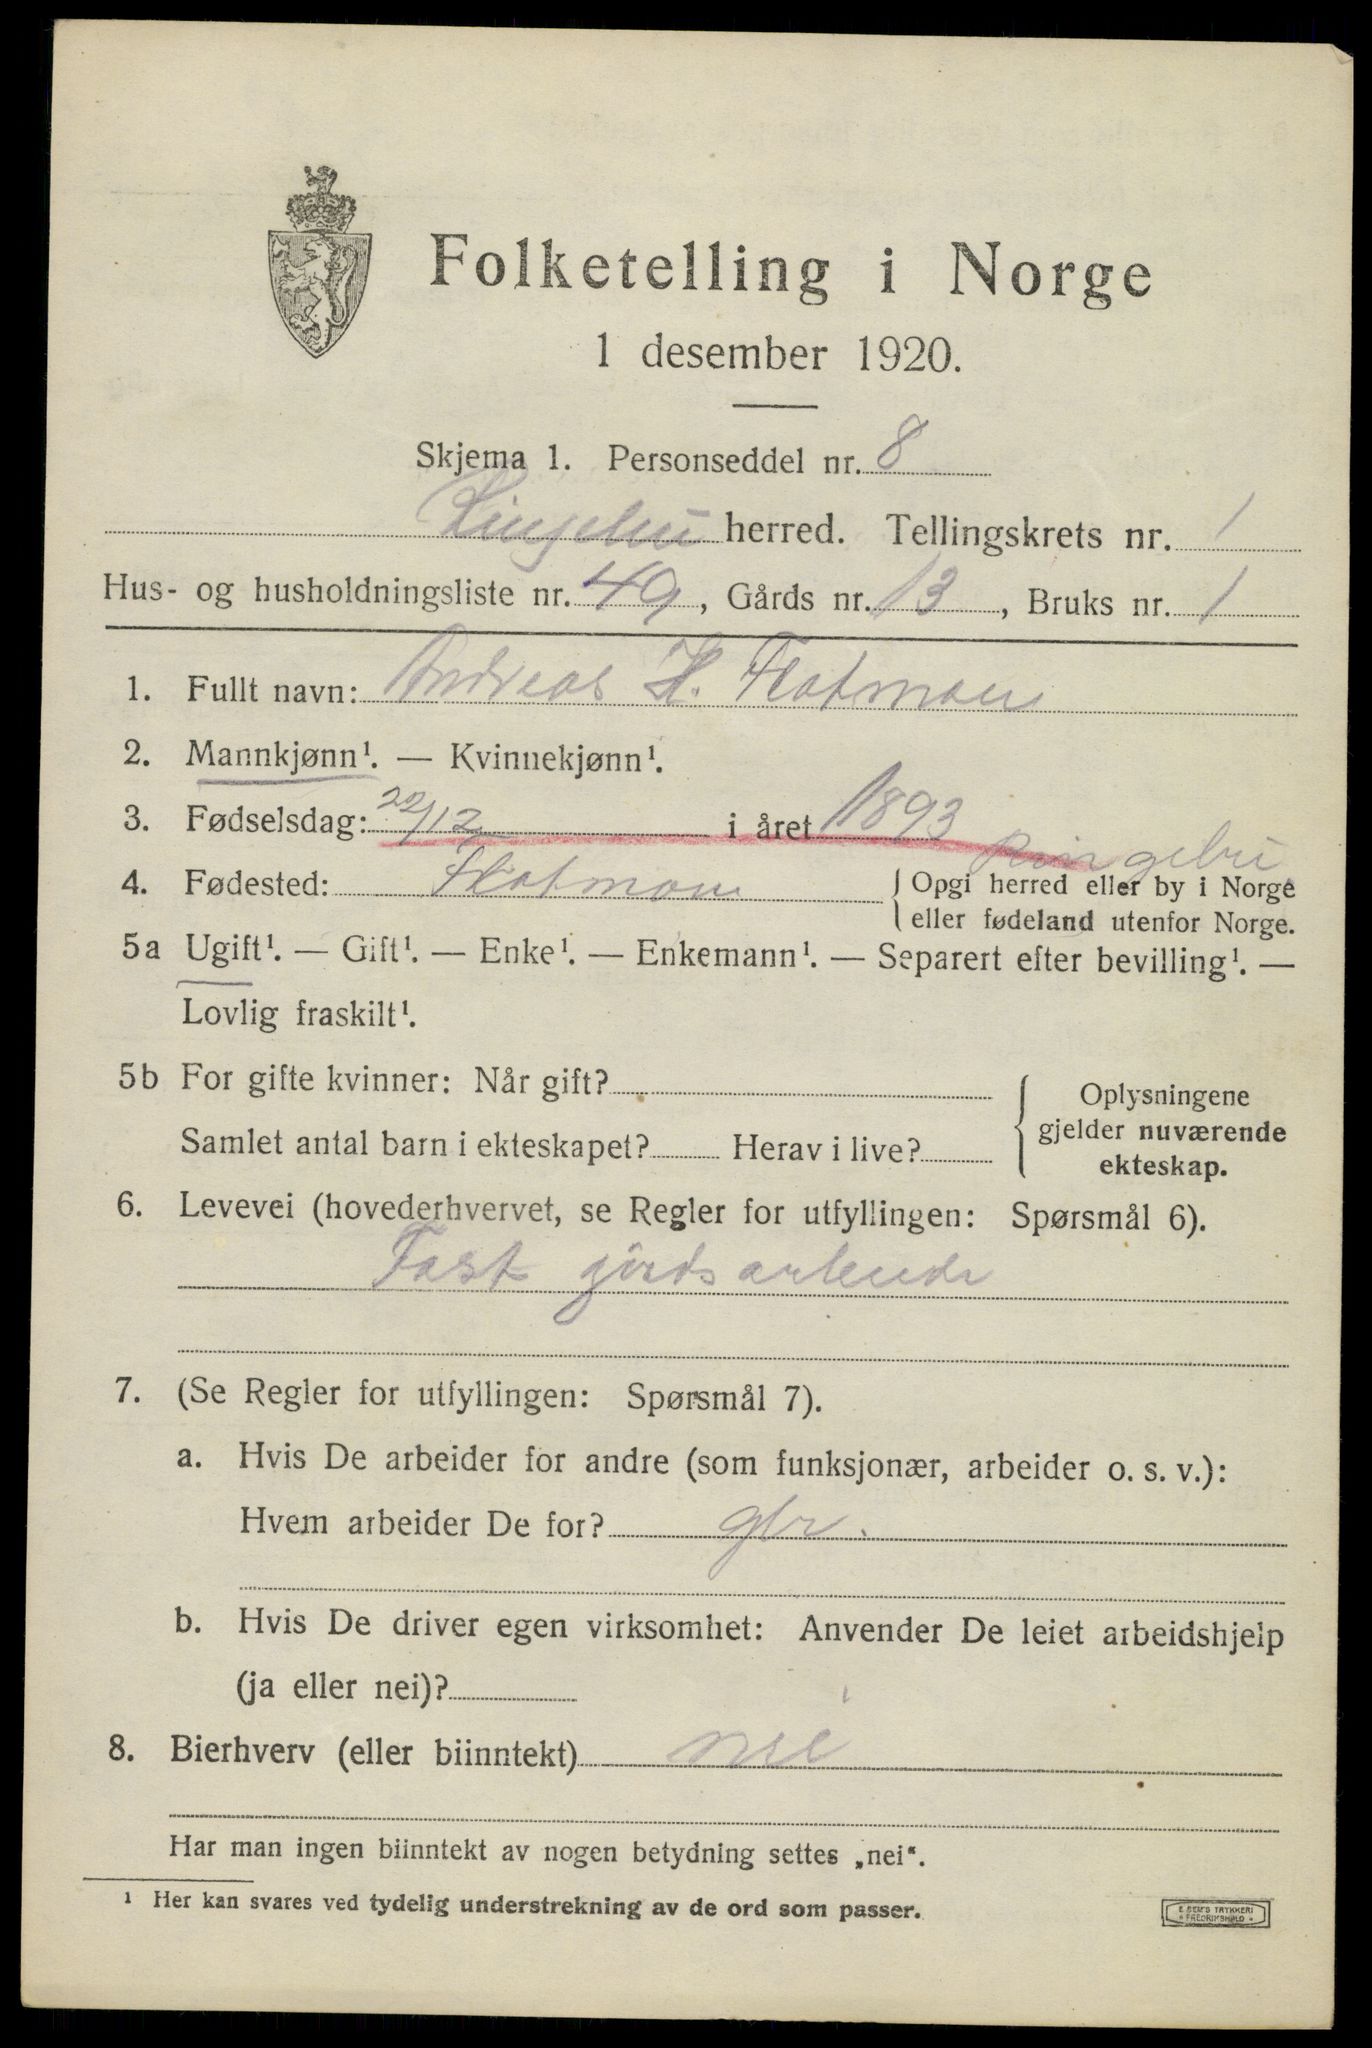 Folketelling i Norge
1 desember 1920.
Skjema 1. Personseddel nr. 8
Ringebu herred. Tellingskrets nr. 1
Hus- og husholdningsliste nr. 49, Gårds nr. 13, Bruks nr. 1
1. Fullt navn: Andreas H. Flatmoen
2. Mannkjønn¹. — Kvinnekjønn¹.
3. Fødselsdag: 22/12 i året 1893
Ringebu
4. Fødested: Flatmoen { Opgi herred eller by i Norge
eller fødeland utenfor Norge.
5a Ugift¹. — Gift¹. — Enke¹. — Enkemann¹. — Separert efter bevilling¹. —
Lovlig fraskilt¹.
5b For gifte kvinner: Når gift?
Samlet antal barn i ekteskapet? Herav i live?
Oplysningene
gjelder nuværende
ekteskap.
6. Levevei (hovederhvervet, se Regler for utfyllingen: Spørsmål 6).
Fast gårdsarbeider
7. (Se Regler for utfyllingen: Spørsmål 7).
a. Hvis De arbeider for andre (som funksjonær, arbeider o. s. v.):
Hvem arbeider De for? gbr.
b. Hvis De driver egen virksomhet: Anvender De leiet arbeidshjelp
(ja eller nei)?
8. Bierhverv (eller biinntekt) nei
Har man ingen biinntekt av nogen betydning settes „nei“.
¹ Her kan svares ved tydelig understrekning av de ord som passer.
E. SEM'S TRYKKERI
FREDRIKSHALD